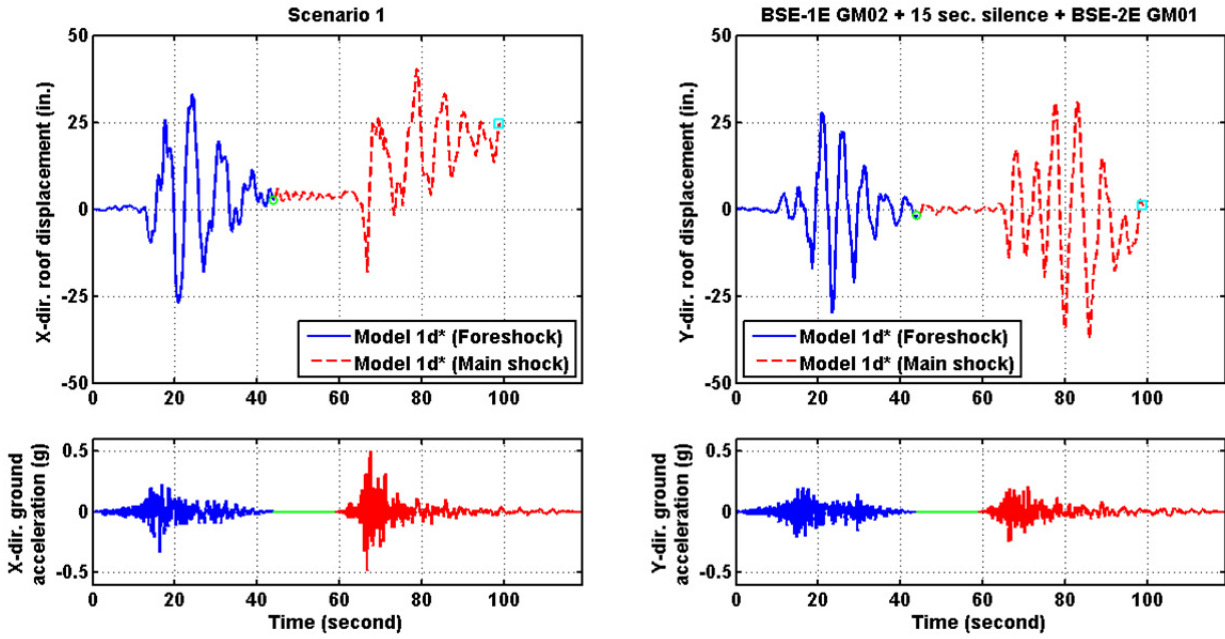 Scenario 1
50
25
0
-25
-50
X-dir. roof displacement (in.)
Model 1d* (Foreshock)
Model 1d* (Main shock)
0 20 40 60 80 100
0.5
0
-0.5
X-dir. ground
acceleration (g)
0 20 40 60 80 100
Time (second)
BSE-1E GM02 + 15 sec. silence + BSE-2E GM01
50
25
0
-25
-50
Y-dir. roof displacement (in.)
Model 1d* (Foreshock)
Model 1d* (Main shock)
0 20 40 60 80 100
0.5
0
-0.5
Y-dir. ground
acceleration (g)
0 20 40 60 80 100
Time (second)